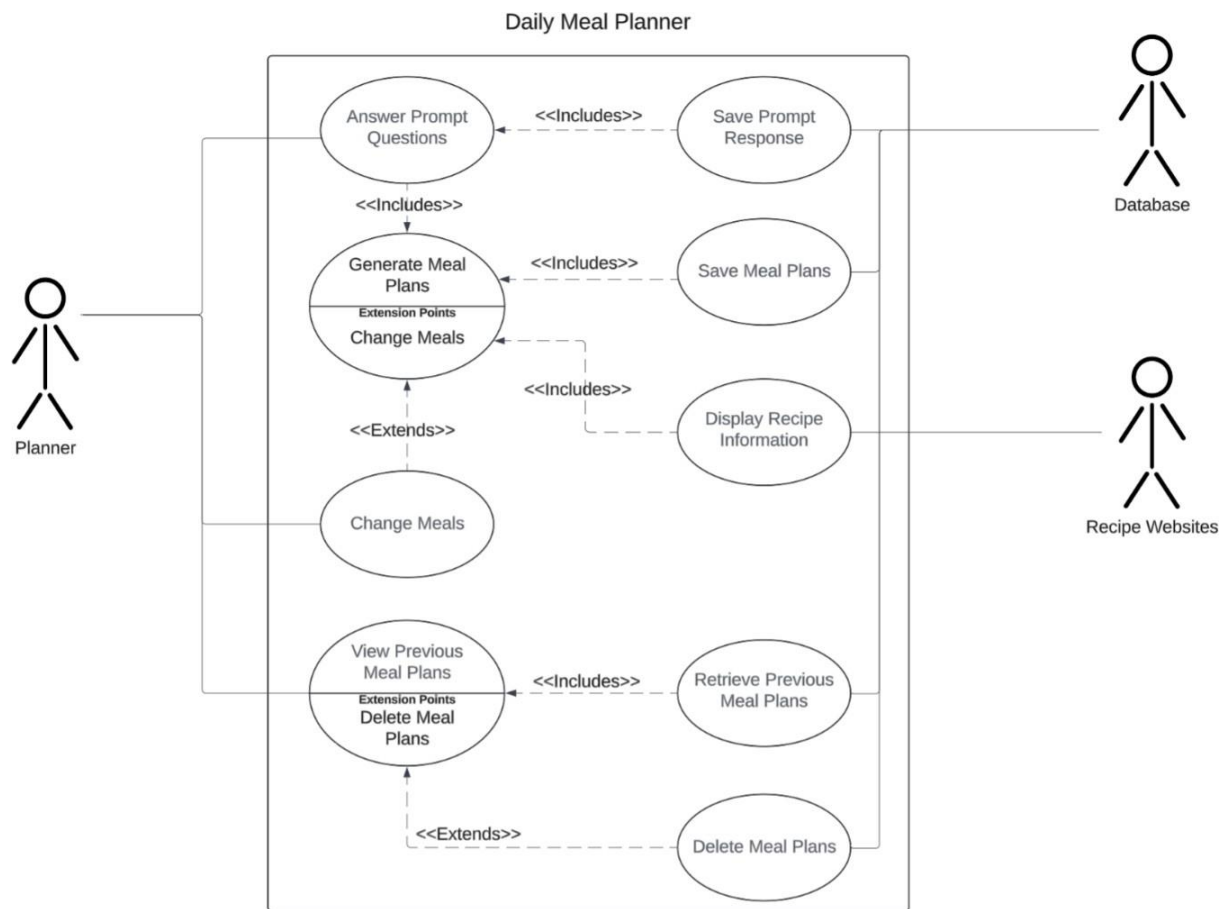 Daily Meal Planner
Answer Prompt
Questions
<<Includes>>
Save Prompt
Response
Database
<<Includes>>
Generate Meal
Plans
Extension Points
Change Meals
<<Includes>>
Save Meal Plans
Planner
<<Includes>>
Display Recipe
Information
Recipe Websites
<<Extends>>
Change Meals
View Previous
Meal Plans
Extension Points
Delete Meal
Plans
<<Includes>>
Retrieve Previous
Meal Plans
<<Extends>>
Delete Meal Plans